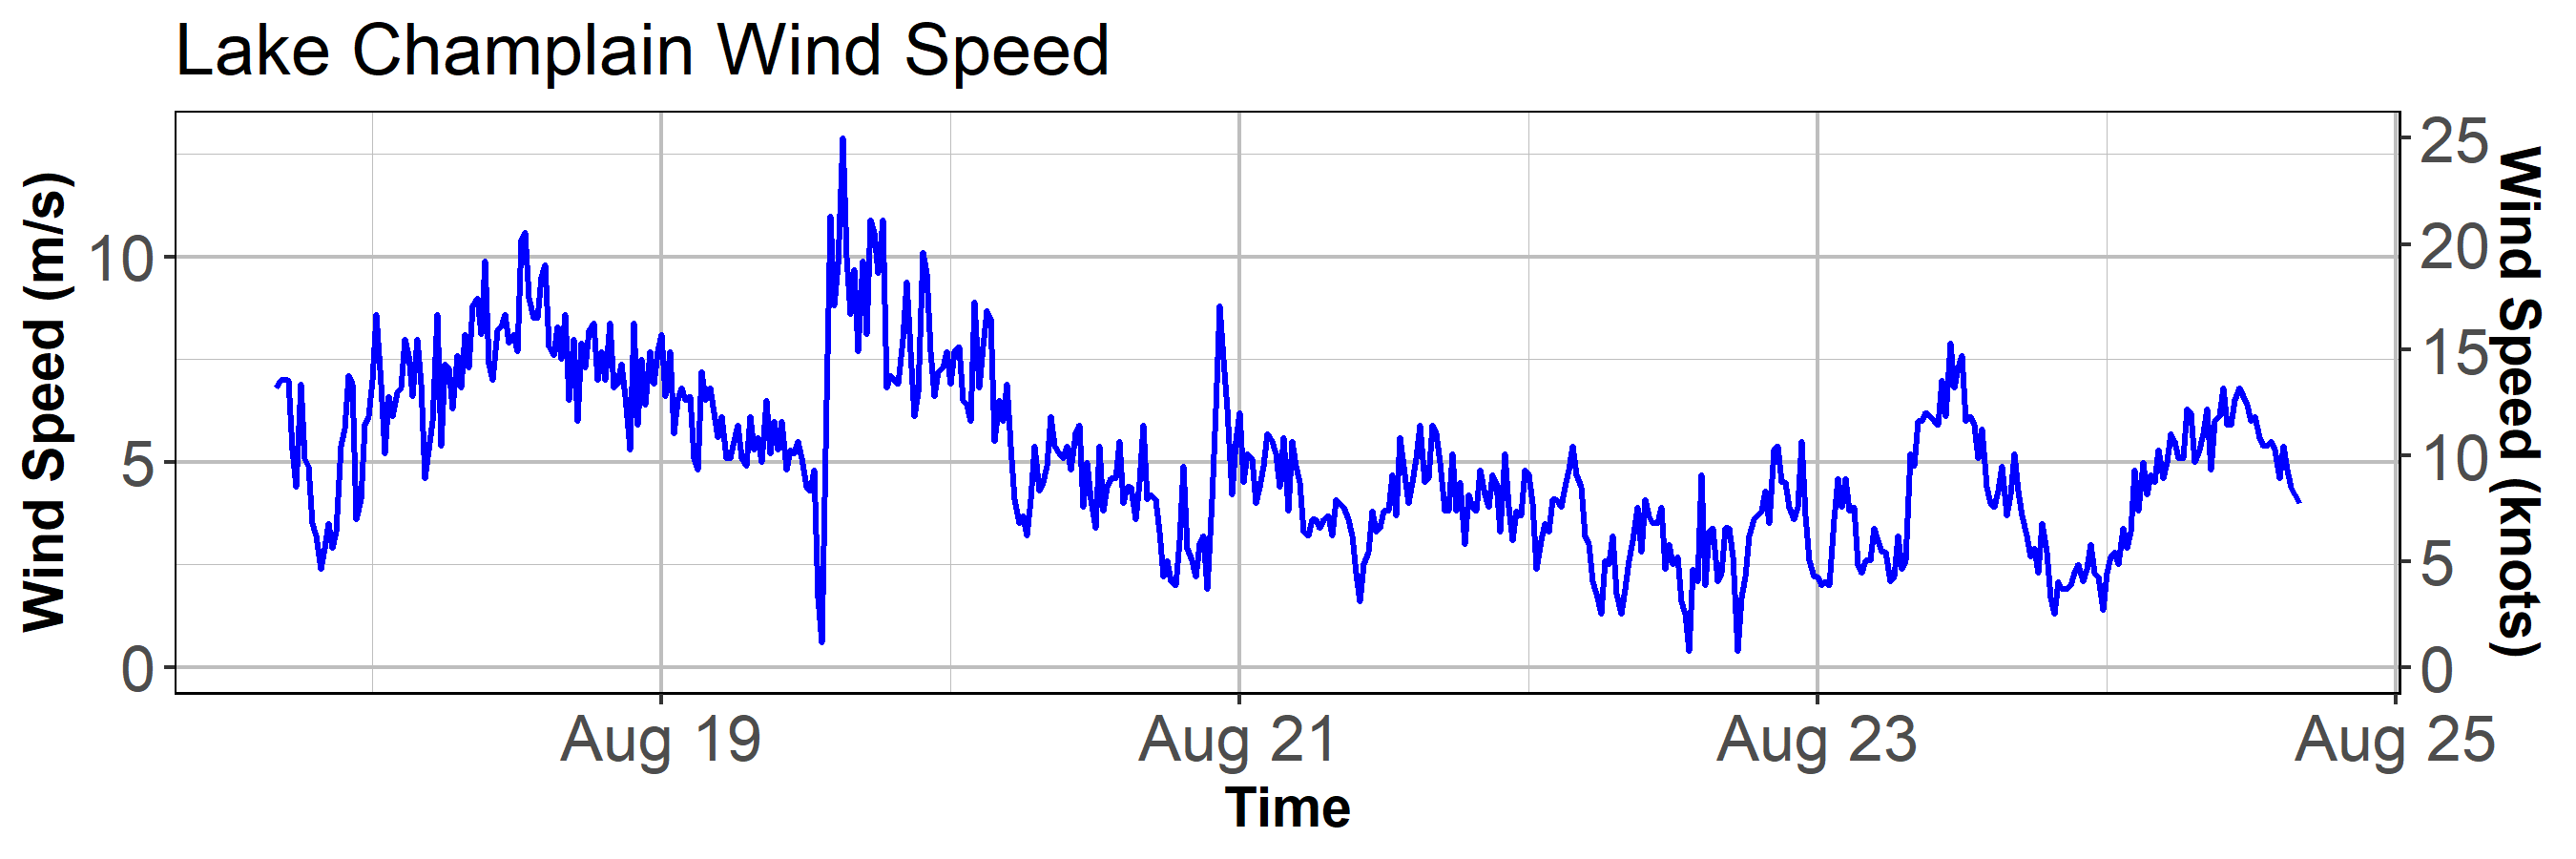 Lake Champlain Wind Speed
Wind Speed (m/s)
10
5
0
25
20
15
10
5
0
Wind Speed (knots)
Aug 19
Aug 21
Aug 23
Aug 25
Time